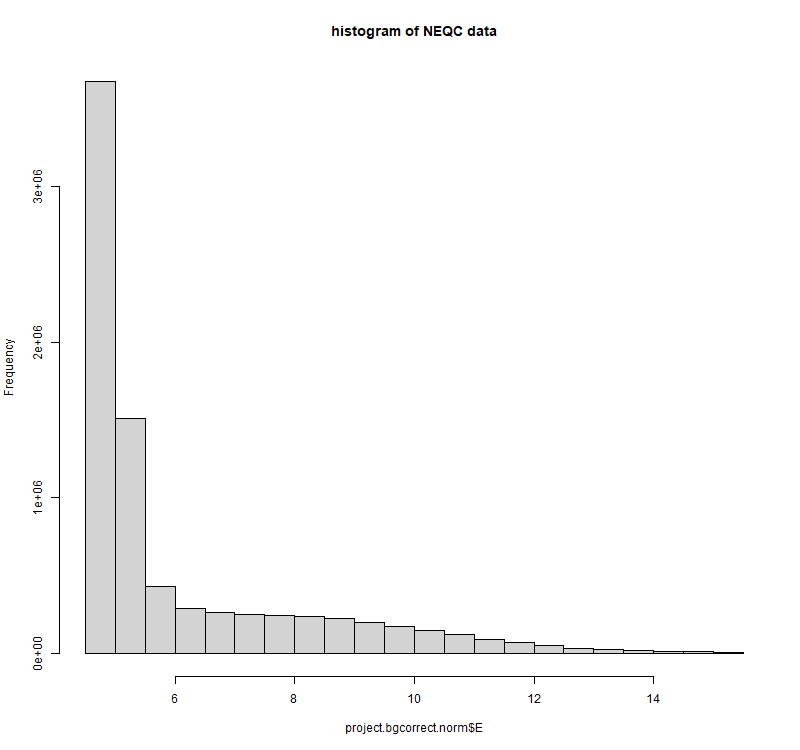 histogram of NEQC data
3e+06
2e+06
1e+06
0e+00
Frequency
6 8 10 12 14
project.bgcorrect.norm$E